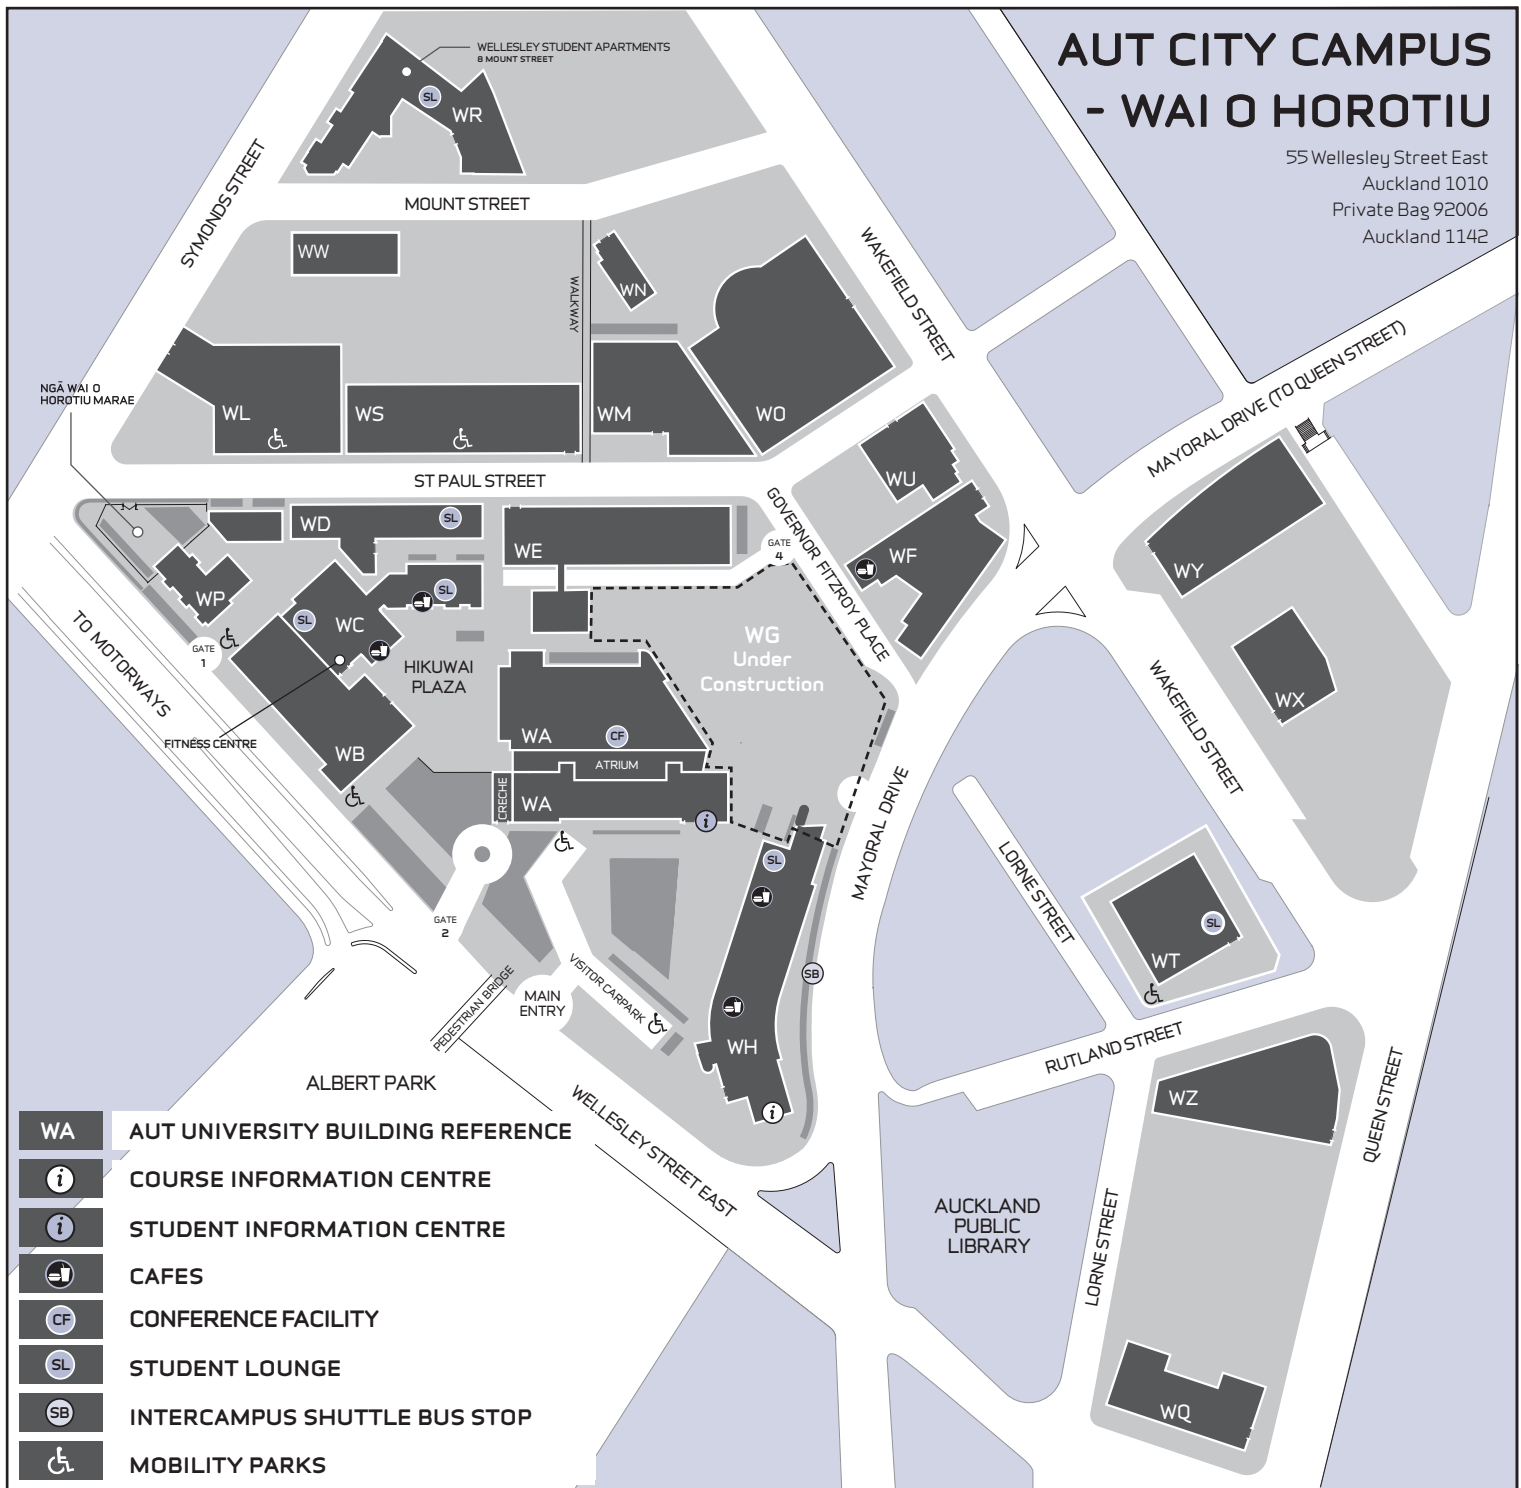 AUT CITY CAMPUS
- WAI O HOROTIU
55 Wellesley Street East
Auckland 1010
Private Bag 92006
Auckland 1142
WELLESLEY STUDENT APARTMENTS
8 MOUNT STREET
SL
WR
SYMONDS STREET
MOUNT STREET
WAKEFIELD STREET
WW
WN
WALKWAY
MAYORAL DRIVE (TO QUEEN STREET)
NGĀ WAI O
HOROTIU MARAE
WL
WS
WM
WO
ST PAUL STREET
WU
GOVERNOR FITZROY PLACE
WD
SL
WE
GATE
4
WF
WY
WP
SL
SL
WC
GATE
1
TO MOTORWAYS
HIKUWAI
PLAZA
WG
Under
Construction
WAKEFIELD STREET
WX
FITNESS CENTRE
WB
WA
CF
ATRIUM
CRECHE
WA
i
MAYORAL DRIVE
SL
LORNE STREET
GATE
2
SL
WT
SB
VISITOR CARPARK
PEDESTRIAN BRIDGE
MAIN
ENTRY
WH
RUTLAND STREET
ALBERT PARK
i
WZ
QUEEN STREET
WELLESLEY STREET EAST
AUCKLAND
PUBLIC
LIBRARY
LORNE STREET
WQ
WA AUT UNIVERSITY BUILDING REFERENCE
i COURSE INFORMATION CENTRE
i STUDENT INFORMATION CENTRE
CAFES
CF CONFERENCE FACILITY
SL STUDENT LOUNGE
SB INTERCAMPUS SHUTTLE BUS STOP
MOBILITY PARKS